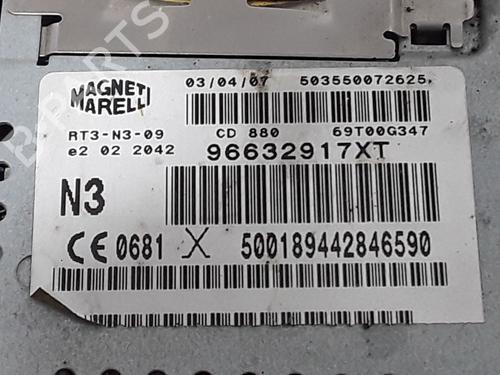 MAGNETI
MARELLI
03/04/07 503550072625
RT3-N3-09 CD 880 69T00G347
e2 02 2042 96632917XT
N3
CE 0681 X 500189442846590
B-PARTS